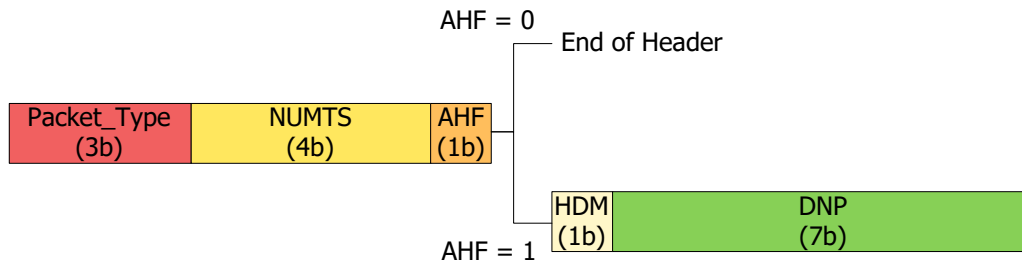 AHF = 0
End of Header
Packet_Type
(3b)
NUMTS
(4b)
AHF
(1b)
HDM
(1b)
DNP
(7b)
AHF = 1